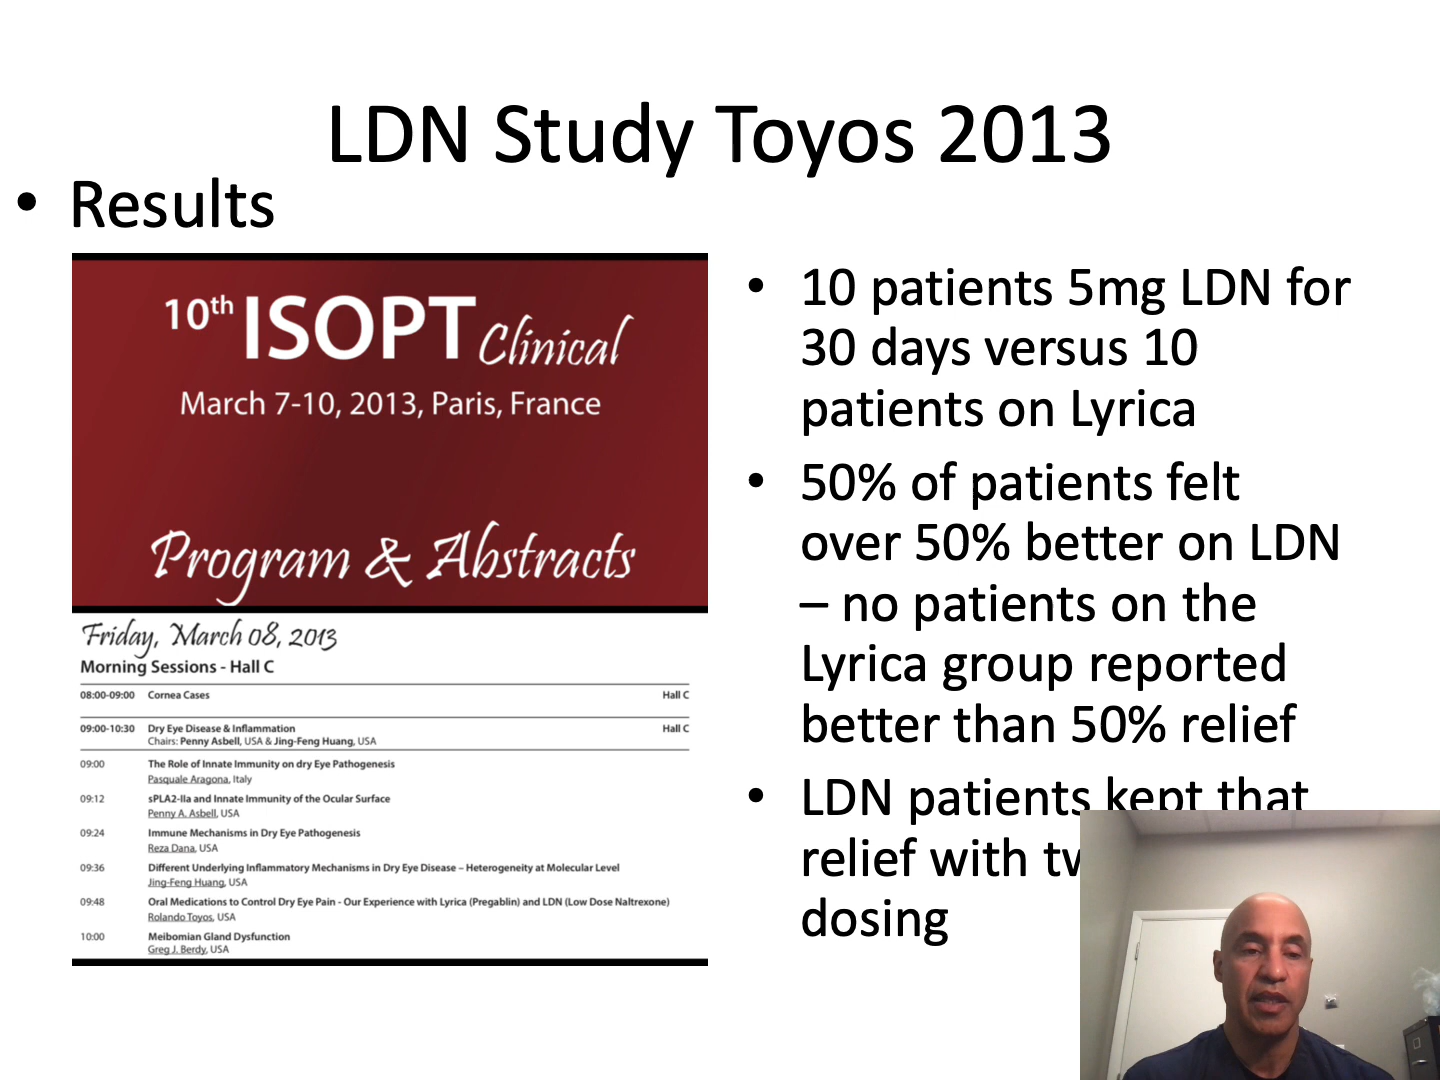 LDN Study Toyos 2013
• Results
10th ISOPT Clinical
March 7-10, 2013, Paris, France
Program & Abstracts
Friday, March 08, 2013
Morning Sessions - Hall C
08:00-09:00 Cornea Cases Hall C
09:00-10:30 Dry Eye Disease & Inflammation Hall C
Chairs: Penny Asbell, USA & Jing-Feng Huang, USA
09:00 The Role of Innate Immunity on dry Eye Pathogenesis
Pasquale Aragona, Italy
09:12 sPLA2-IIa and Innate Immunity of the Ocular Surface
Penny A. Asbell, USA
09:24 Immune Mechanisms in Dry Eye Pathogenesis
Reza Dana, USA
09:36 Different Underlying Inflammatory Mechanisms in Dry Eye Disease – Heterogeneity at Molecular Level
Jing-Feng Huang, USA
09:48 Oral Medications to Control Dry Eye Pain - Our Experience with Lyrica (Pregablin) and LDN (Low Dose Naltrexone)
Rolando Toyos, USA
10:00 Meibomian Gland Dysfunction
Greg J. Berdy, USA
• 10 patients 5mg LDN for
30 days versus 10
patients on Lyrica
• 50% of patients felt
over 50% better on LDN
– no patients on the
Lyrica group reported
better than 50% relief
• LDN patients kept that
relief with
dosing